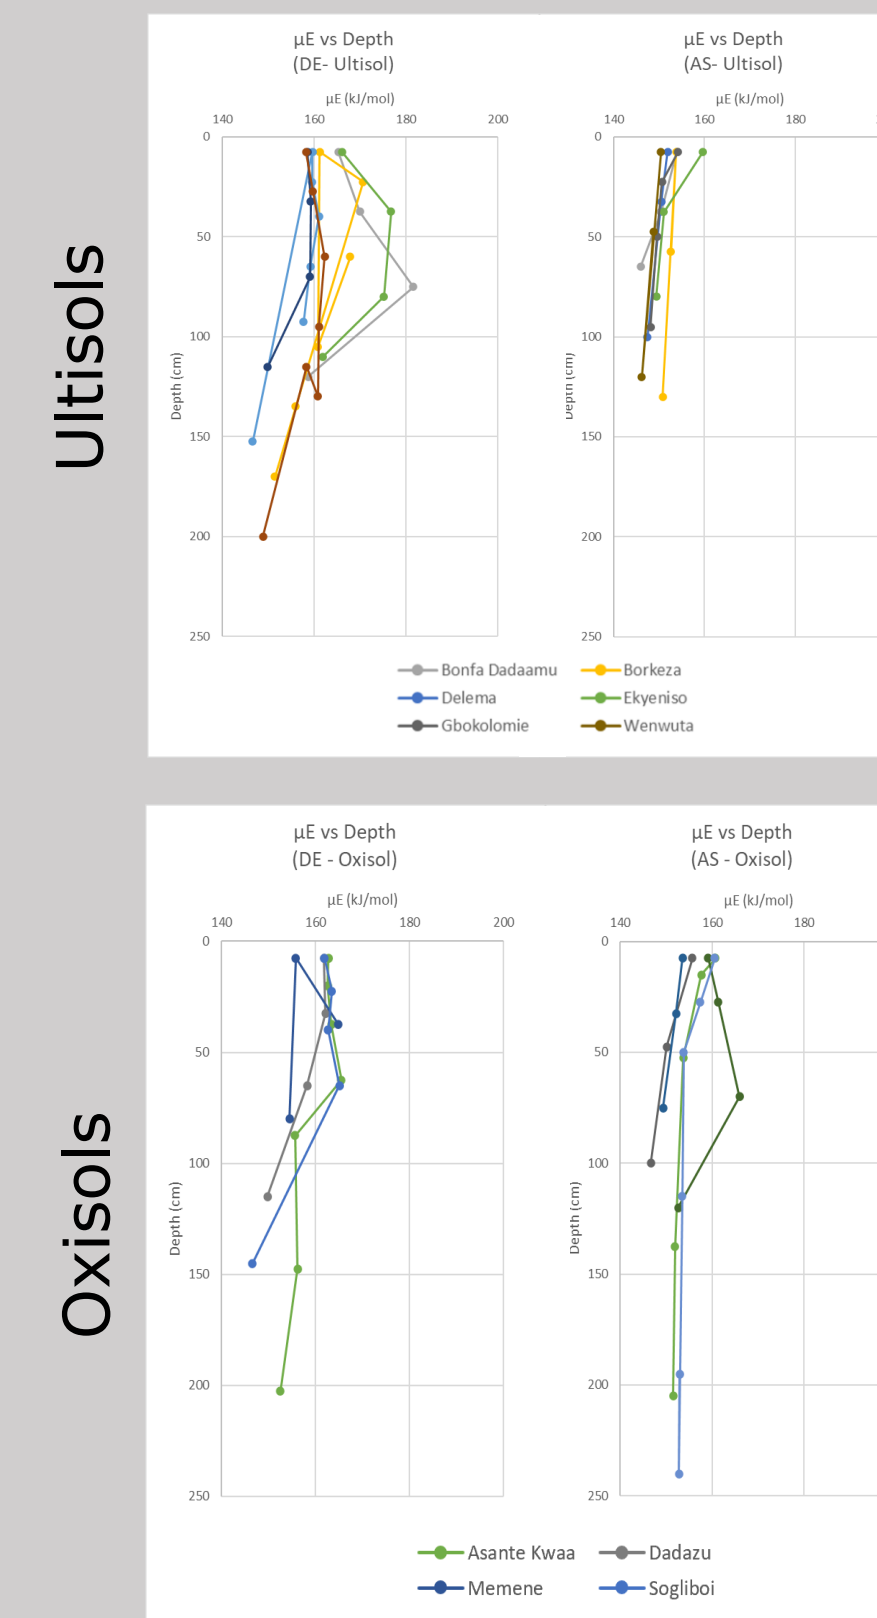 Ultisols
µE vs Depth
(DE- Ultisol)
µE (kJ/mol)
140 160 180 200
0
50
100
150
200
250
Depth (cm)
µE vs Depth
(AS- Ultisol)
µE (kJ/mol)
140 160 180
0
50
100
150
200
250
Depth (cm)
Bonfa Dadaamu Borkeza
Delema Ekyeniso
Gbokolomie Wenwuta
Oxisols
µE vs Depth
(DE - Oxisol)
µE (kJ/mol)
140 160 180 200
0
50
100
150
200
250
Depth (cm)
µE vs Depth
(AS - Oxisol)
µE (kJ/mol)
140 160 180
0
50
100
150
200
250
Depth (cm)
Asante Kwaa Dadazu
Memene Sogliboi